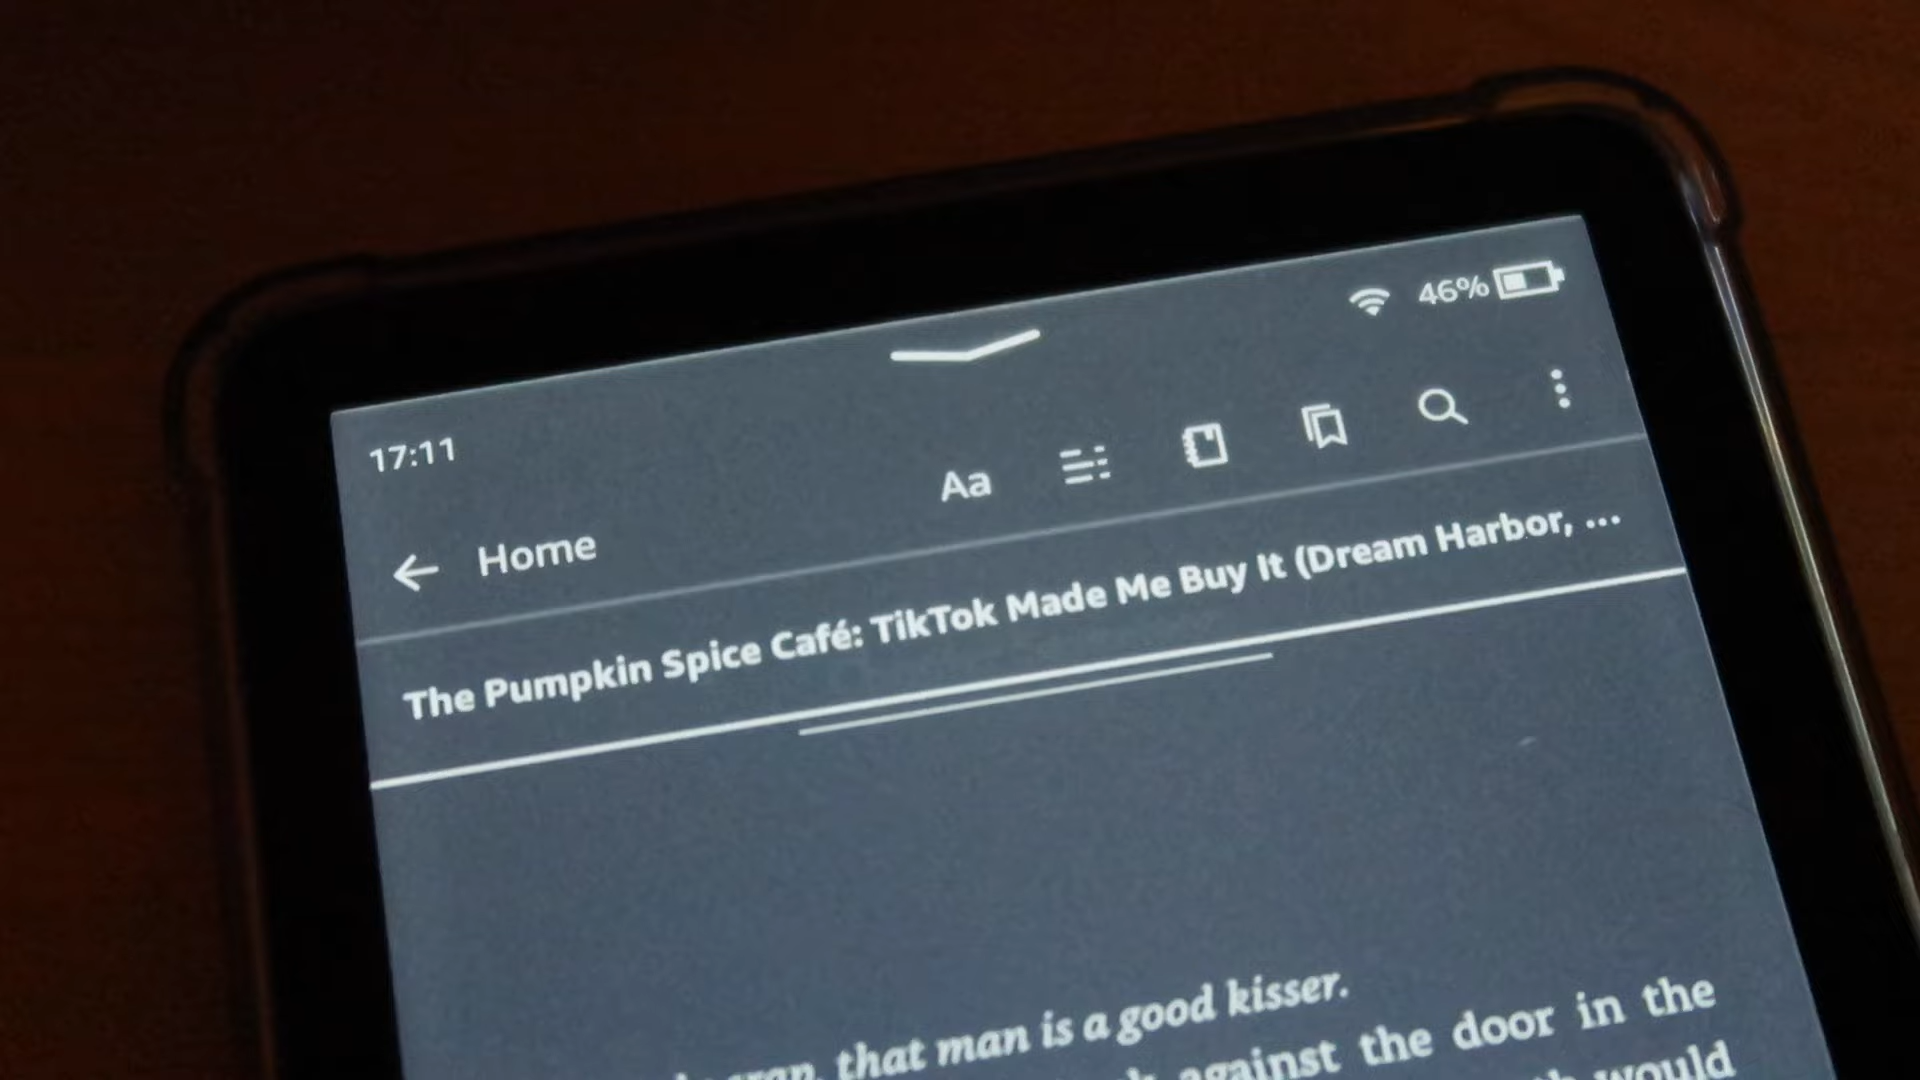 46%
17:11
Aa
← Home
The Pumpkin Spice Café: TikTok Made Me Buy It (Dream Harbor, ...
that man is a good kisser.
against the door in the
would